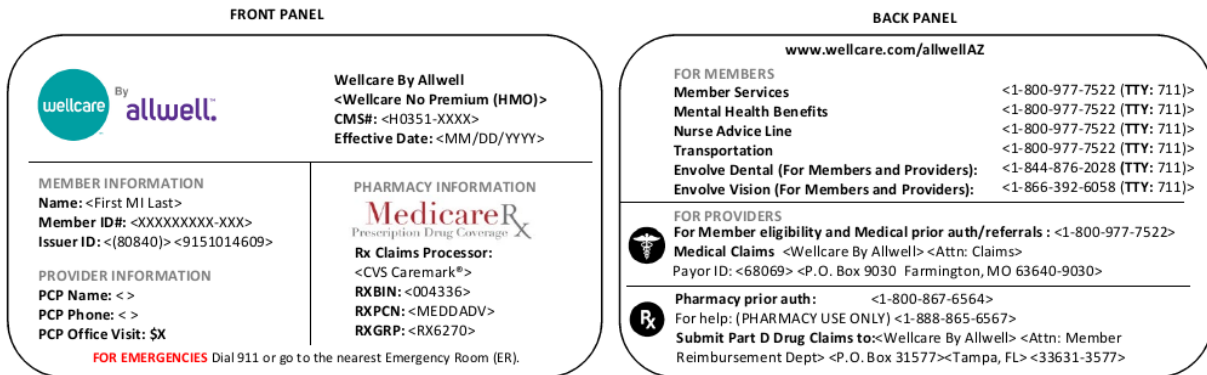 FRONT PANEL
wellcare
By
allwell™
Wellcare By Allwell
<Wellcare No Premium (HMO)>
CMS#: <H0351-XXXX>
Effective Date: <MM/DD/YYYY>
MEMBER INFORMATION
Name: <First MI Last>
Member ID#: <XXXXXXXXX-XXX>
Issuer ID: <(80840)> <9151014609>
PROVIDER INFORMATION
PCP Name: < >
PCP Phone: < >
PCP Office Visit: $X
PHARMACY INFORMATION
MedicareRx
Prescription Drug Coverage
Rx Claims Processor:
<CVS Caremark®>
RXBIN: <004336>
RXPCN: <MEDDADV>
RXGRP: <RX6270>
FOR EMERGENCIES Dial 911 or go to the nearest Emergency Room (ER).
BACK PANEL
www.wellcare.com/allwellAZ
FOR MEMBERS
Member Services <1-800-977-7522 (TTY: 711)>
Mental Health Benefits <1-800-977-7522 (TTY: 711)>
Nurse Advice Line <1-800-977-7522 (TTY: 711)>
Transportation <1-800-977-7522 (TTY: 711)>
Envolve Dental (For Members and Providers): <1-844-876-2028 (TTY: 711)>
Envolve Vision (For Members and Providers): <1-866-392-6058 (TTY: 711)>
FOR PROVIDERS
For Member eligibility and Medical prior auth/referrals : <1-800-977-7522>
Medical Claims <Wellcare By Allwell> <Attn: Claims>
Payor ID: <68069> <P.O. Box 9030 Farmington, MO 63640-9030>
Rx
Pharmacy prior auth: <1-800-867-6564>
For help: (PHARMACY USE ONLY) <1-888-865-6567>
Submit Part D Drug Claims to:<Wellcare By Allwell> <Attn: Member
Reimbursement Dept> <P.O. Box 31577><Tampa, FL> <33631-3577>